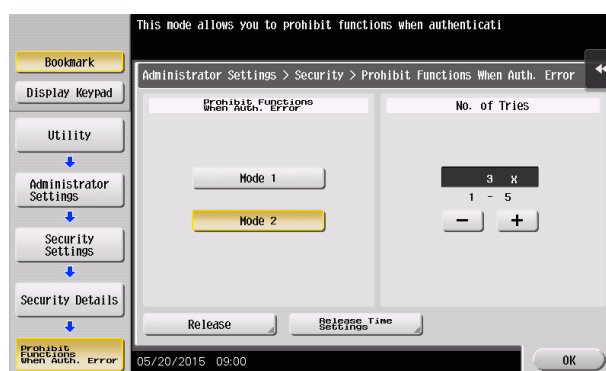 This mode allows you to prohibit functions when authenticati
Bookmark
Display Keypad
Utility
Administrator
Settings
Security
Settings
Security Details
Prohibit
Functions
When Auth. Error
Administrator Settings > Security > Prohibit Functions When Auth. Error
Prohibit Functions
When Auth. Error
Mode 1
Mode 2
No. of Tries
3 X
1 - 5
− +
Release
Release Time
Settings
05/20/2015 09:00
OK